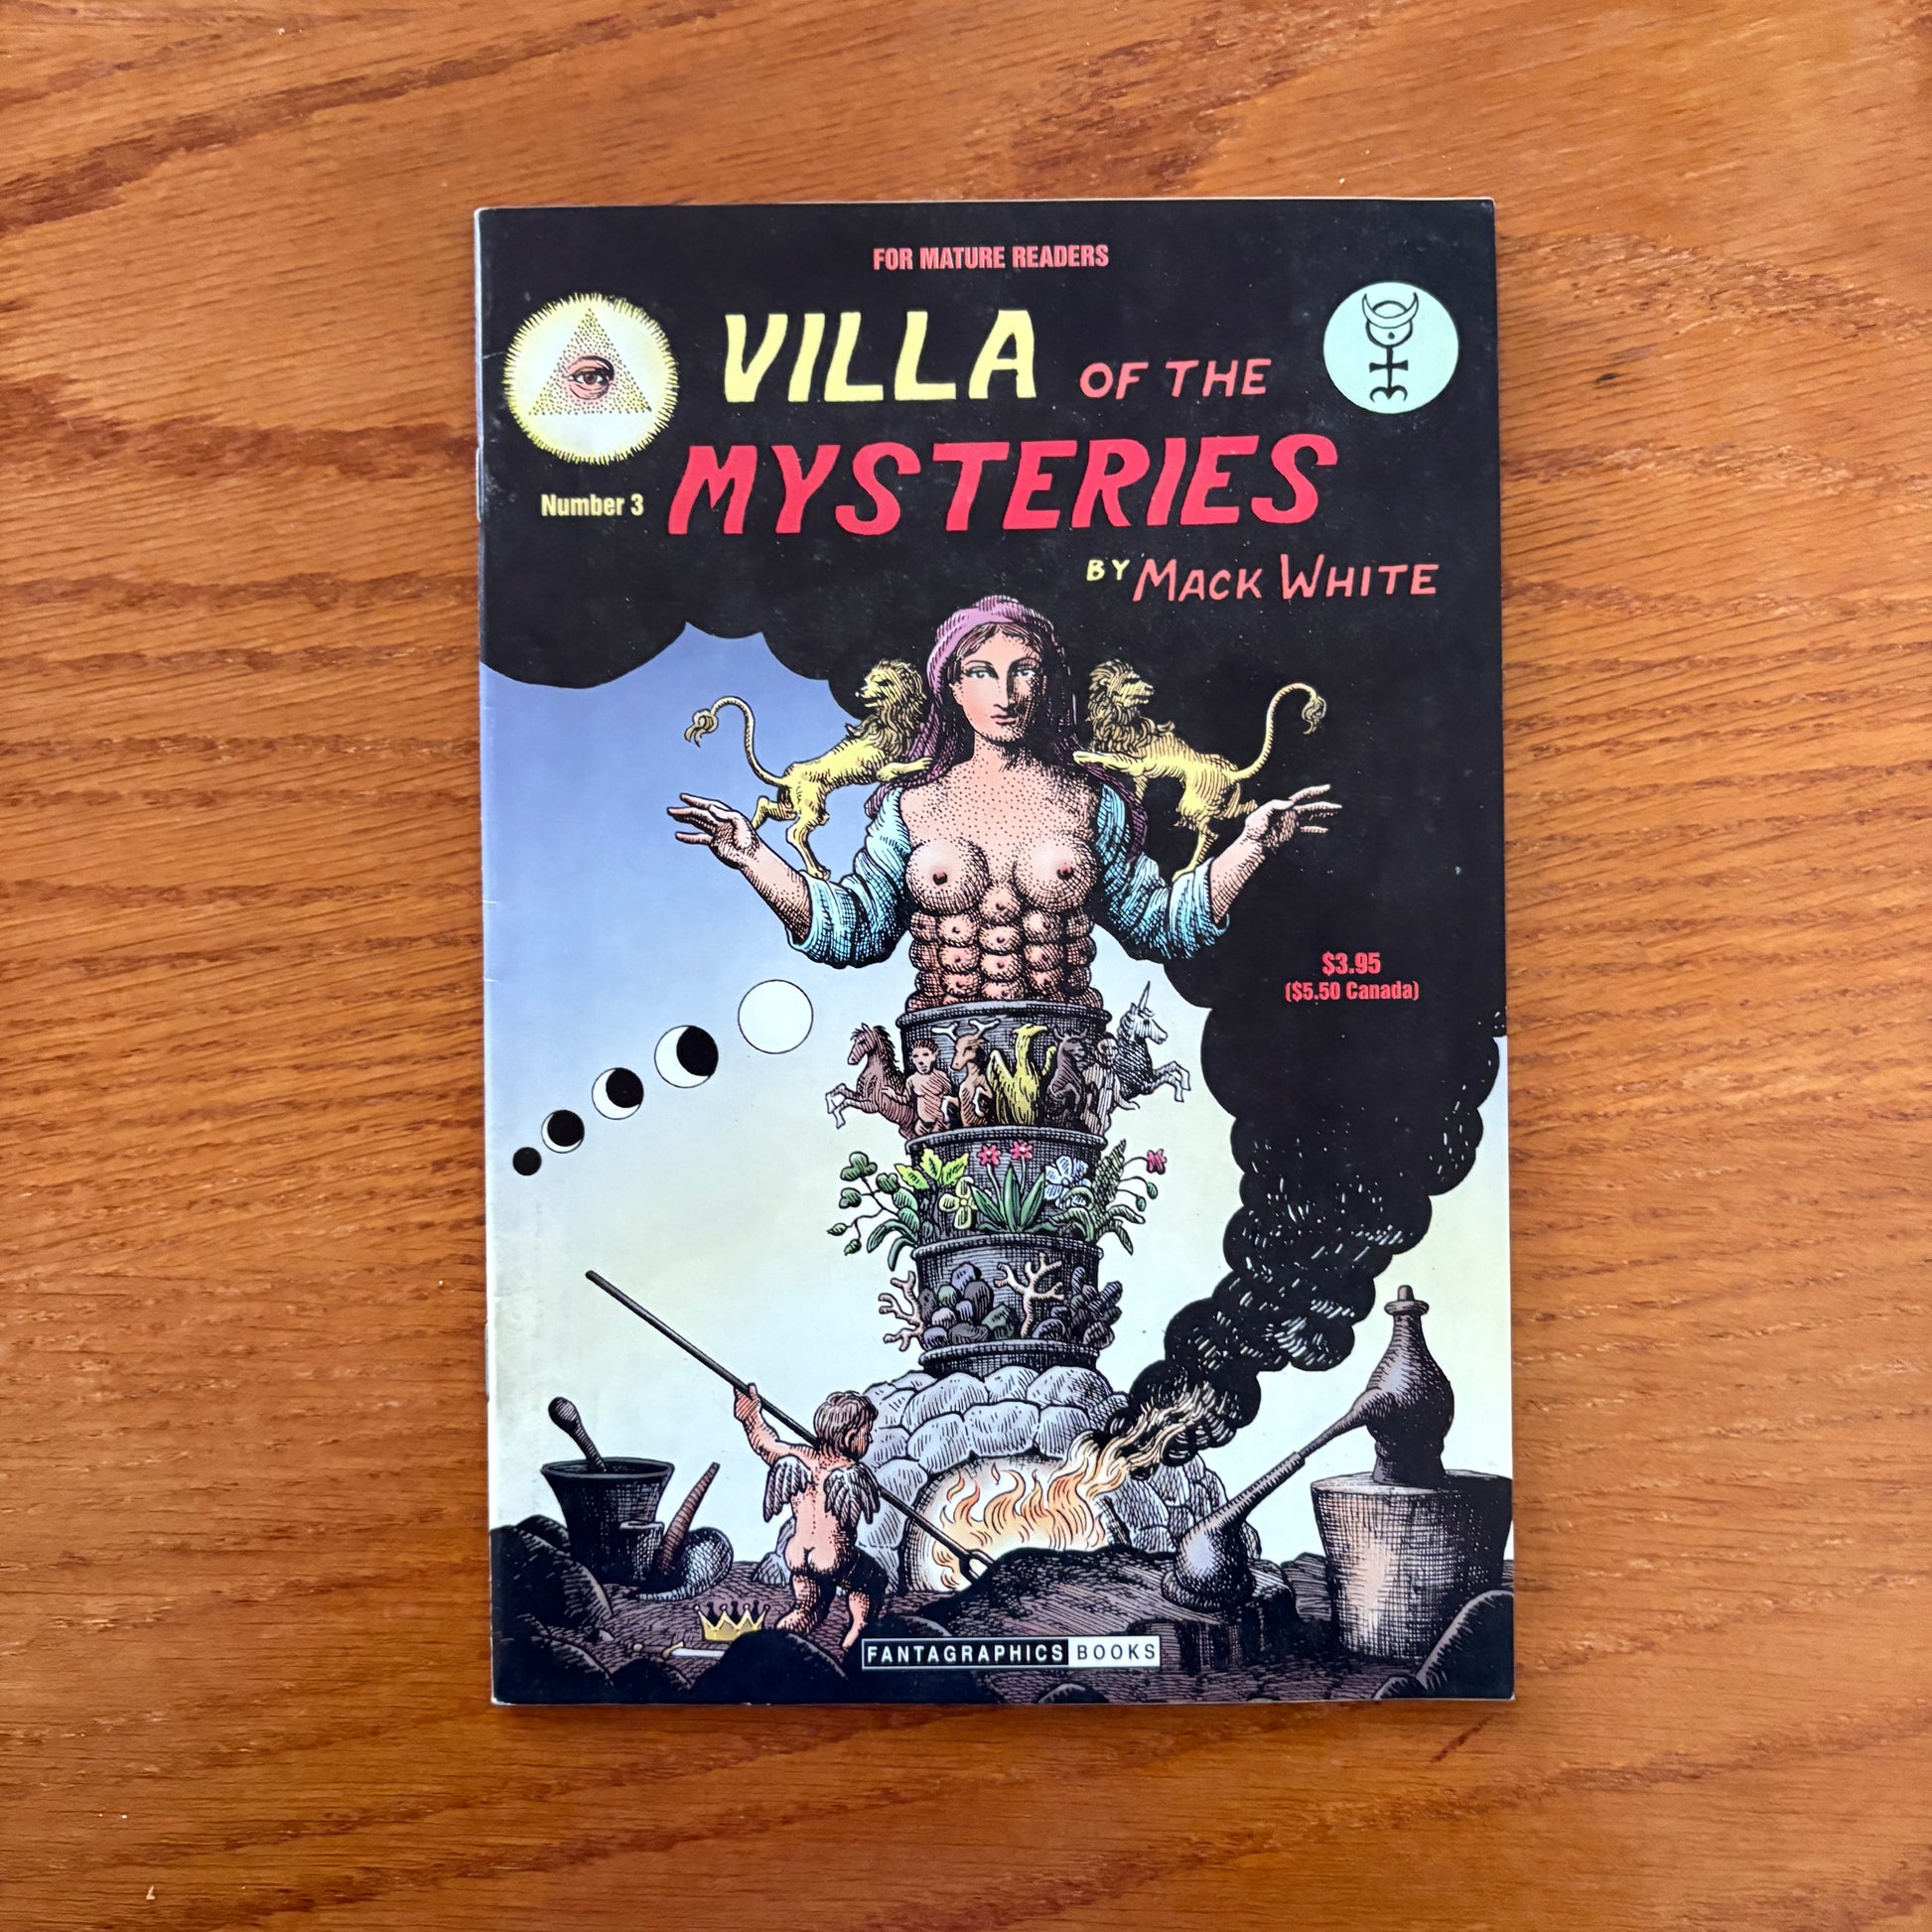 FOR MATURE READERS
VILLA OF THE
MYSTERIES
Number 3
BY MACK WHITE
$3.95
($5.50 Canada)
FANTAGRAPHICS BOOKS